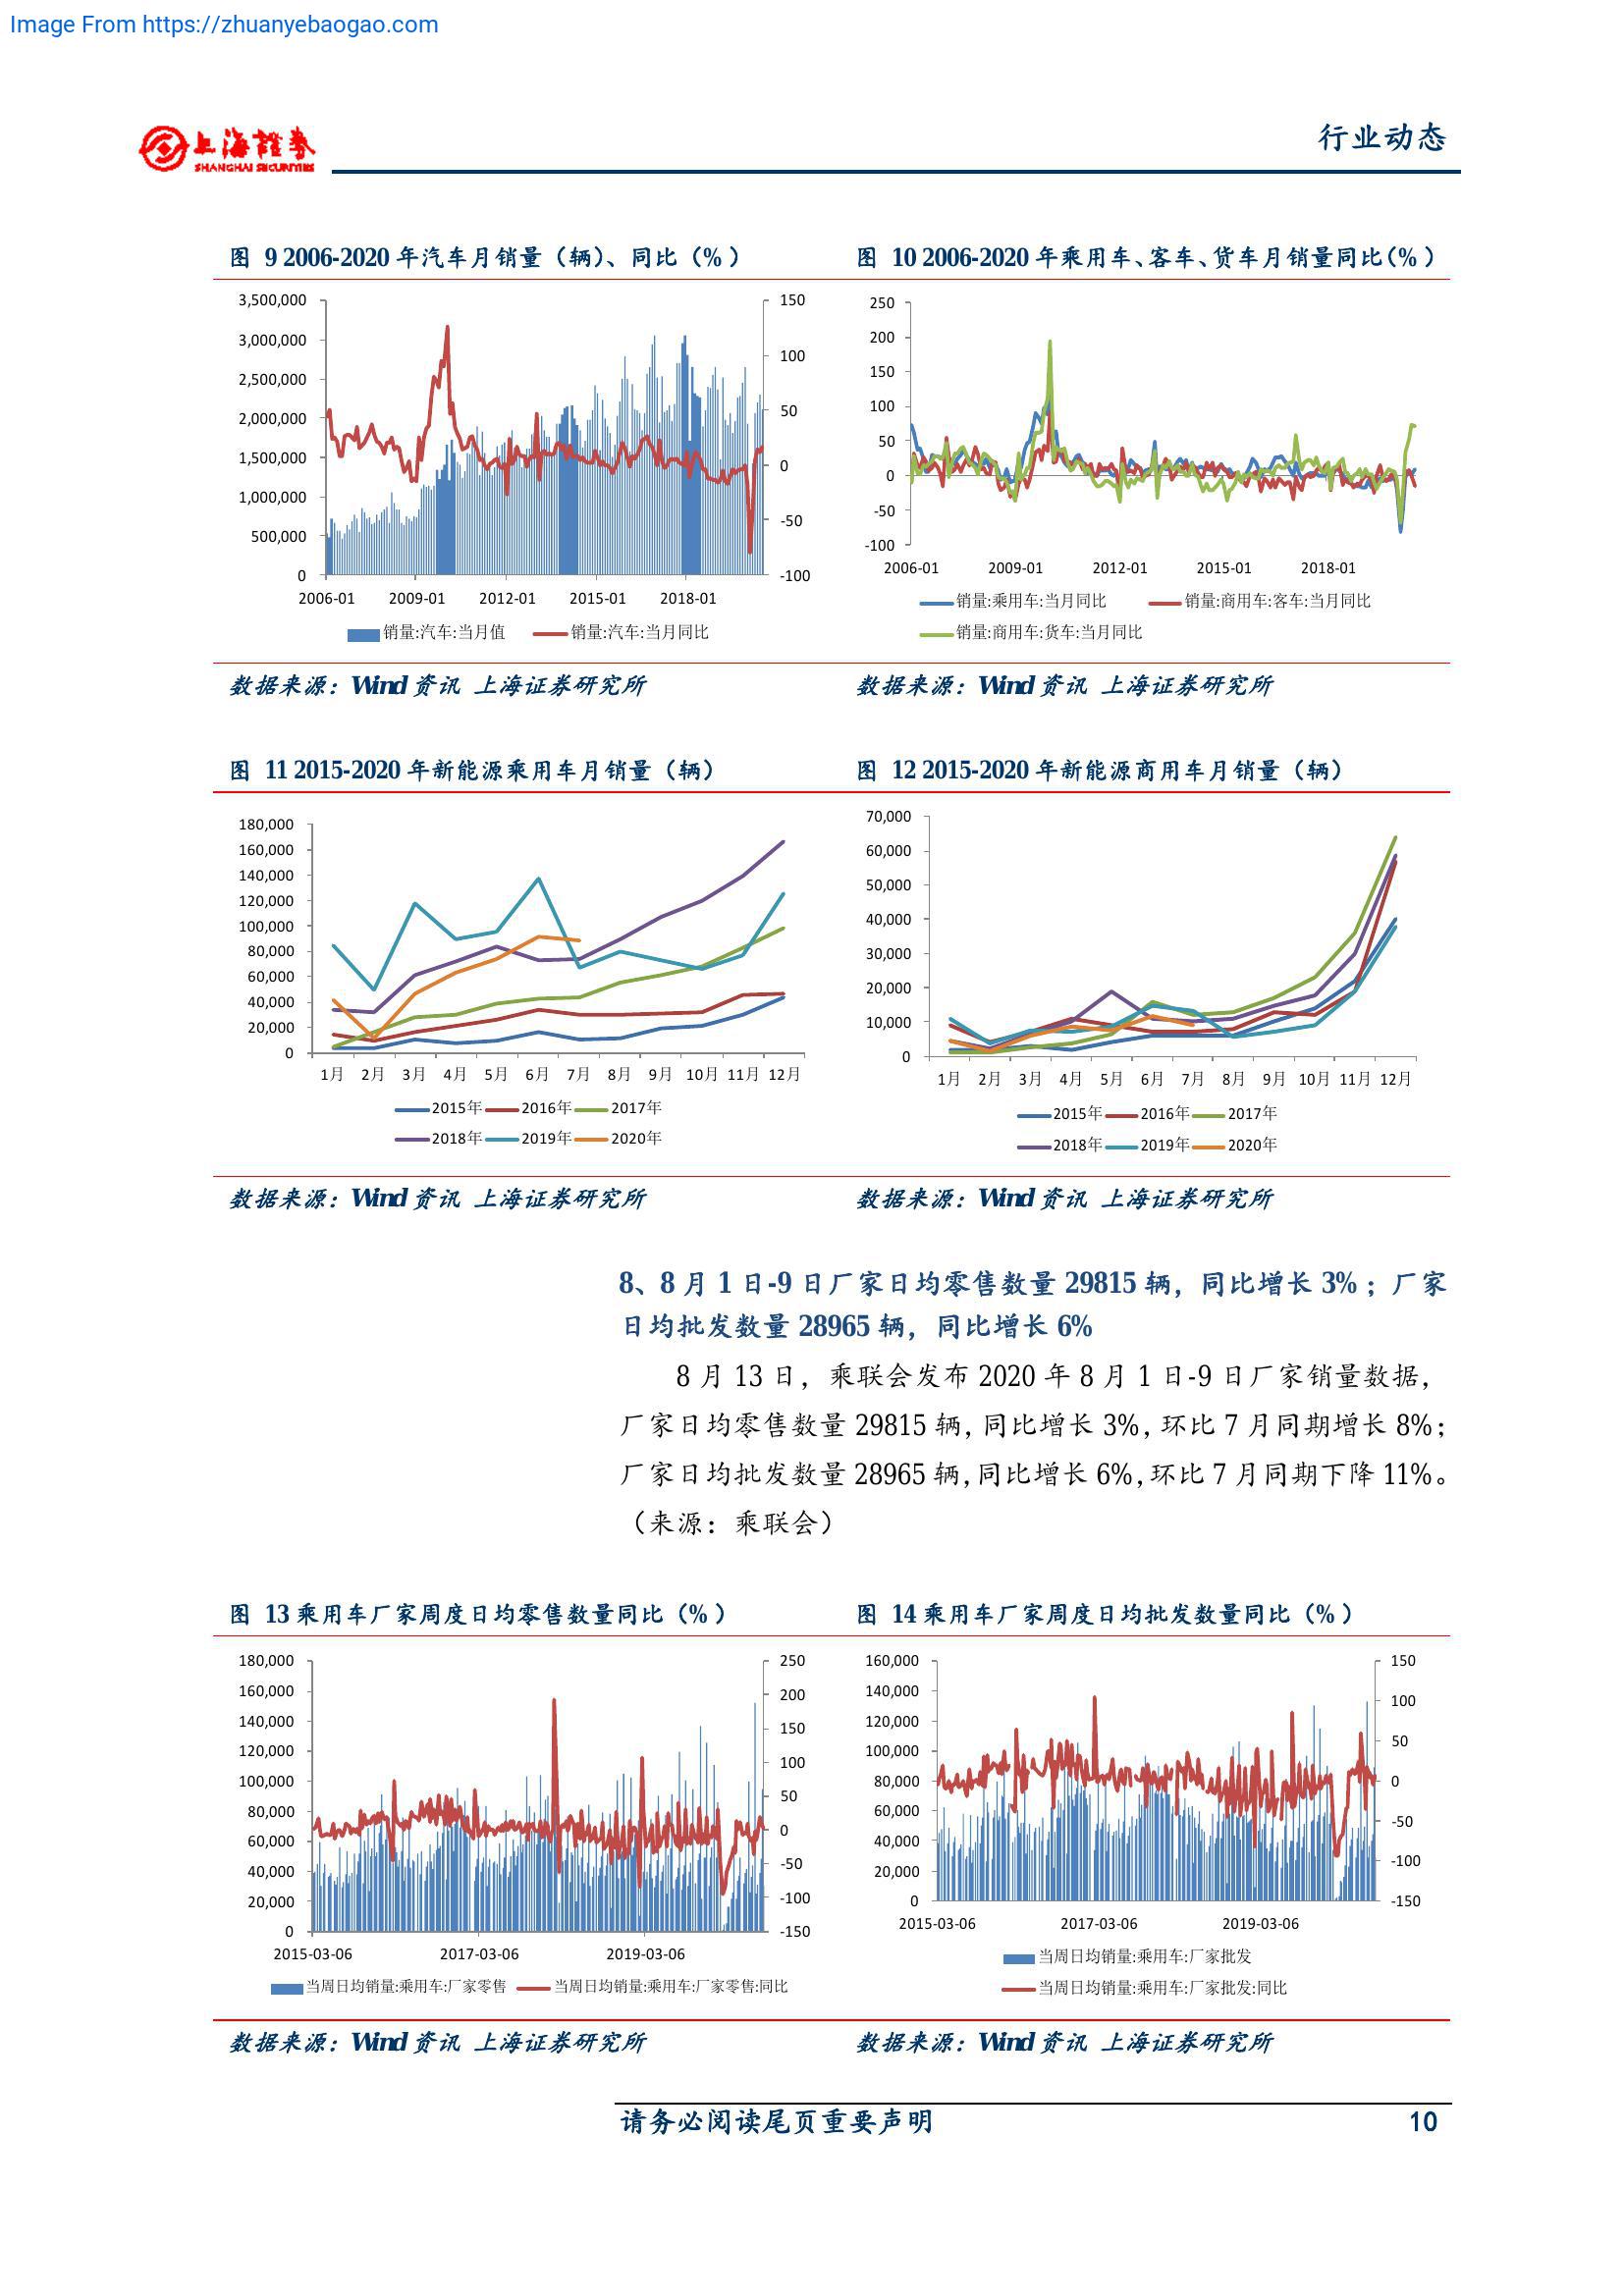 Image From https://zhuanyebaogao.com
上海證券
SHANGHAI SECURITIES
行业动态
图 9 2006-2020 年汽车月销量（辆）、同比（%）
3,500,000
3,000,000
2,500,000
2,000,000
1,500,000
1,000,000
500,000
0
150
100
50
0
-50
-100
2006-01 2009-01 2012-01 2015-01 2018-01
销量:汽车:当月值 销量:汽车:当月同比
数据来源：Wind 资讯 上海证券研究所
图 10 2006-2020 年乘用车、客车、货车月销量同比（%）
250
200
150
100
50
0
-50
-100
2006-01 2009-01 2012-01 2015-01 2018-01
销量:乘用车:当月同比 销量:商用车:客车:当月同比
销量:商用车:货车:当月同比
数据来源：Wind 资讯 上海证券研究所
图 11 2015-2020 年新能源乘用车月销量（辆）
180,000
160,000
140,000
120,000
100,000
80,000
60,000
40,000
20,000
0
1月 2月 3月 4月 5月 6月 7月 8月 9月 10月 11月 12月
2015年 2016年 2017年
2018年 2019年 2020年
数据来源：Wind 资讯 上海证券研究所
图 12 2015-2020 年新能源商用车月销量（辆）
70,000
60,000
50,000
40,000
30,000
20,000
10,000
0
1月 2月 3月 4月 5月 6月 7月 8月 9月 10月 11月 12月
2015年 2016年 2017年
2018年 2019年 2020年
数据来源：Wind 资讯 上海证券研究所
8、8 月 1 日-9 日厂家日均零售数量 29815 辆，同比增长 3%；厂家
日均批发数量 28965 辆，同比增长 6%
8 月 13 日，乘联会发布 2020 年 8 月 1 日-9 日厂家销量数据，
厂家日均零售数量 29815 辆，同比增长 3%，环比 7 月同期增长 8%；
厂家日均批发数量 28965 辆，同比增长 6%，环比 7 月同期下降 11%。
（来源：乘联会）
图 13 乘用车厂家周度日均零售数量同比（%）
180,000
160,000
140,000
120,000
100,000
80,000
60,000
40,000
20,000
0
250
200
150
100
50
0
-50
-100
-150
2015-03-06 2017-03-06 2019-03-06
当周日均销量:乘用车:厂家零售 当周日均销量:乘用车:厂家零售:同比
数据来源：Wind 资讯 上海证券研究所
图 14 乘用车厂家周度日均批发数量同比（%）
160,000
140,000
120,000
100,000
80,000
60,000
40,000
20,000
0
150
100
50
0
-50
-100
-150
2015-03-06 2017-03-06 2019-03-06
当周日均销量:乘用车:厂家批发
当周日均销量:乘用车:厂家批发:同比
数据来源：Wind 资讯 上海证券研究所
请务必阅读尾页重要声明
10